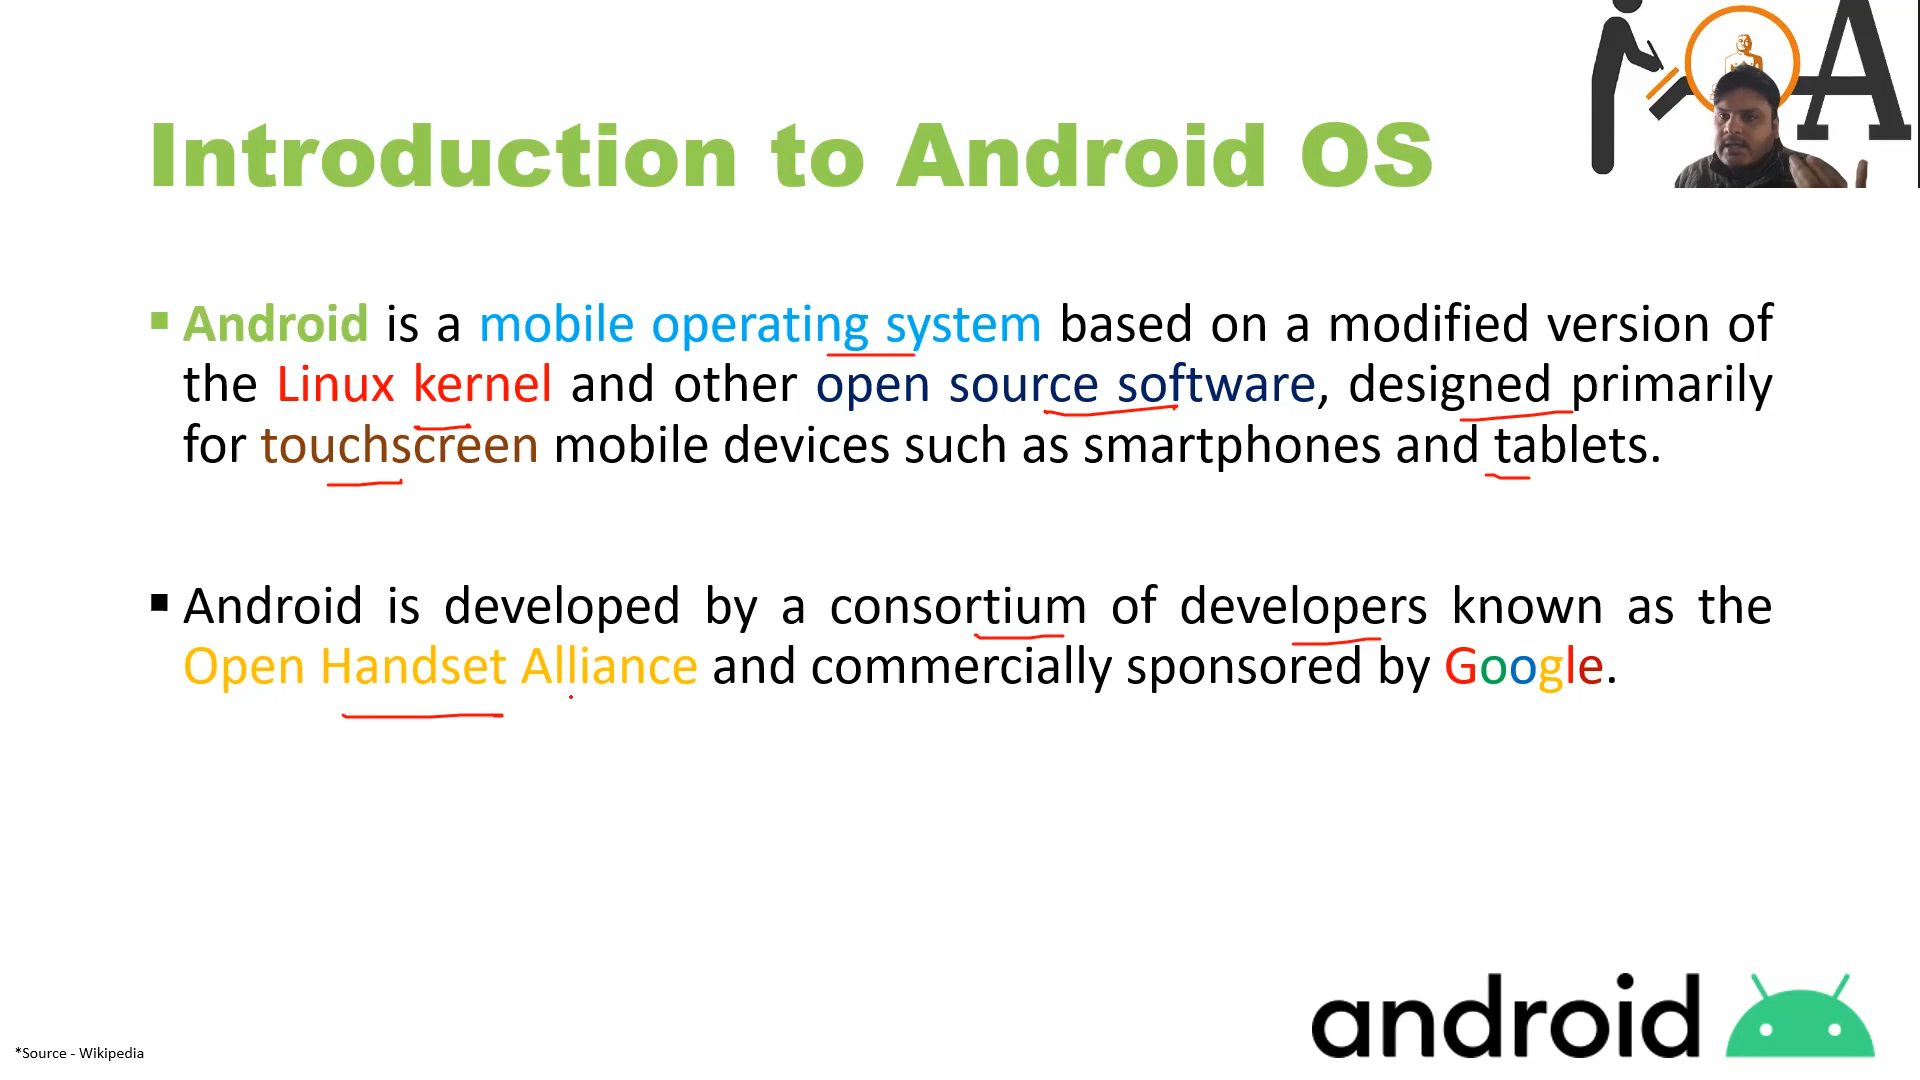 Introduction to Android OS
▪ Android is a mobile operating system based on a modified version of
the Linux kernel and other open source software, designed primarily
for touchscreen mobile devices such as smartphones and tablets.
▪ Android is developed by a consortium of developers known as the
Open Handset Alliance and commercially sponsored by Google.
android
*Source - Wikipedia